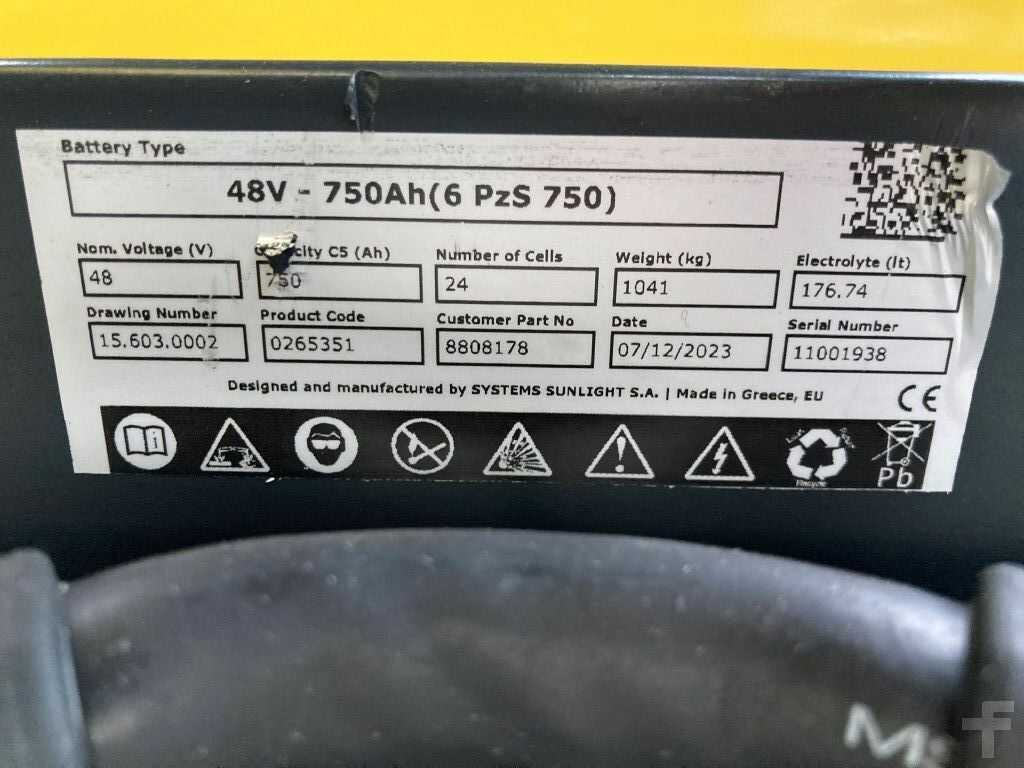 Battery Type
48V - 750Ah(6 PzS 750)
Nom. Voltage (V) C5 (Ah) Number of Cells Weight (kg) Electrolyte (lt)
48 750 24 1041 176.74
Drawing Number Product Code Customer Part No Date Serial Number
15.603.0002 0265351 8808178 07/12/2023 11001938
Designed and manufactured by SYSTEMS SUNLIGHT S.A. | Made in Greece, EU
CE
Pb